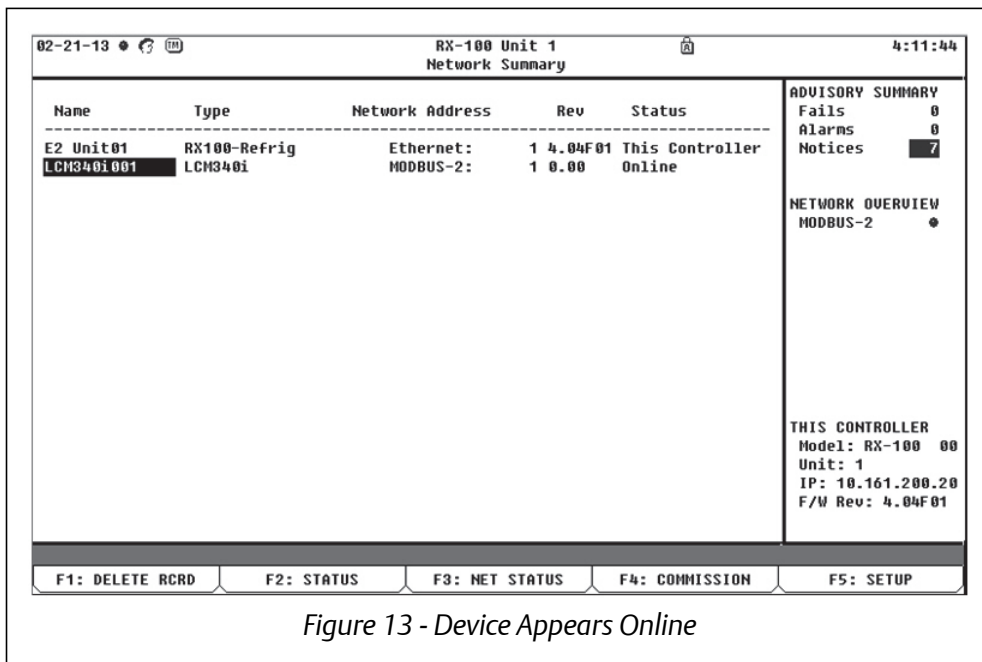 02-21-13 RX-100 Unit 1 4:11:44
Network Summary
Name Type Network Address Rev Status
E2 Unit01 RX100-Refrig Ethernet: 1 4.04F01 This Controller
LCM340i001 LCM340i MODBUS-2: 1 0.00 Online
ADVISORY SUMMARY
Fails 0
Alarms 0
Notices 7
NETWORK OVERVIEW
MODBUS-2
THIS CONTROLLER
Model: RX-100 00
Unit: 1
IP: 10.161.200.20
F/W Rev: 4.04F01
F1: DELETE RCRD F2: STATUS F3: NET STATUS F4: COMMISSION F5: SETUP
Figure 13 - Device Appears Online